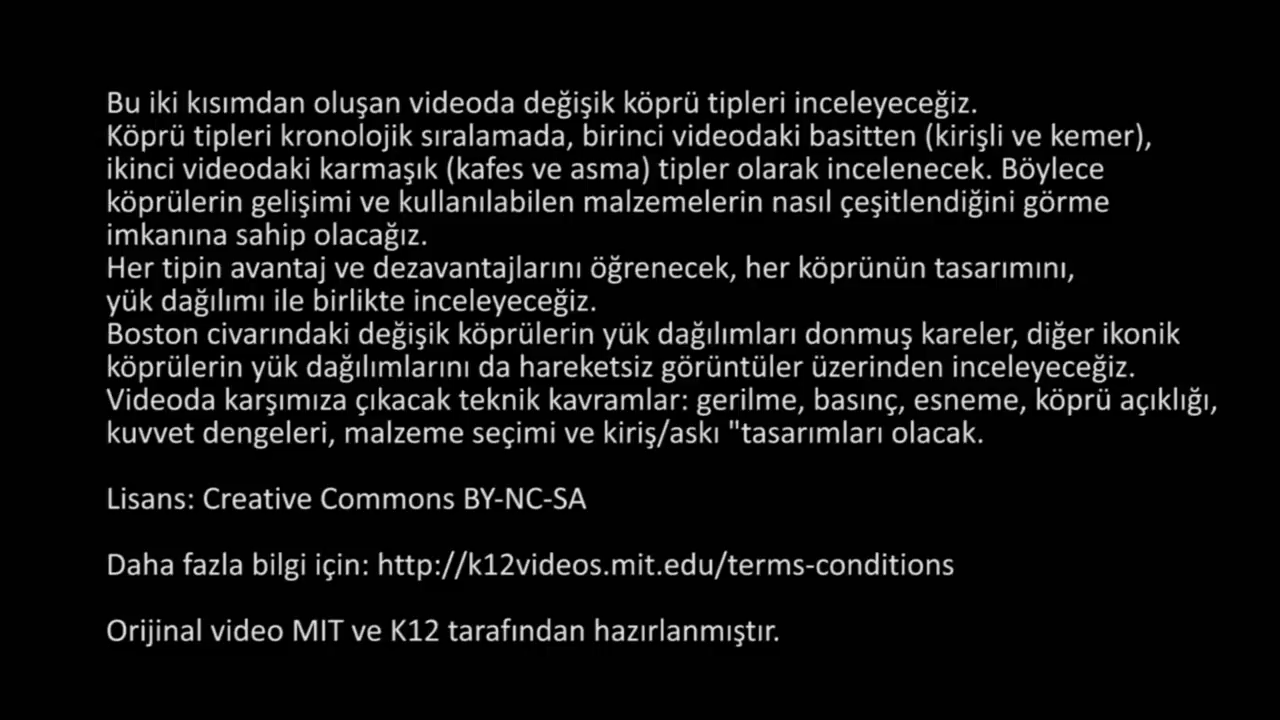 Bu iki kısımdan oluşan videoda değişik köprü tipleri inceleyeceğiz.
Köprü tipleri kronolojik sıralamada, birinci videodaki basitten (kirişli ve kemer),
ikinci videodaki karmaşık (kafes ve asma) tipler olarak incelenecek. Böylece
köprülerin gelişimi ve kullanılabilen malzemelerin nasıl çeşitlendiğini görme
imkanına sahip olacağız.
Her tipin avantaj ve dezavantajlarını öğrenecek, her köprünün tasarımını,
yük dağılımı ile birlikte inceleyeceğiz.
Boston civarındaki değişik köprülerin yük dağılımları donmuş kareler, diğer ikonik
köprülerin yük dağılımlarını da hareketsiz görüntüler üzerinden inceleyeceğiz.
Videoda karşımıza çıkacak teknik kavramlar: gerilme, basınç, esneme, köprü açıklığı,
kuvvet dengeleri, malzeme seçimi ve kiriş/askı "tasarımları olacak.
Lisans: Creative Commons BY-NC-SA
Daha fazla bilgi için: http://k12videos.mit.edu/terms-conditions
Orijinal video MIT ve K12 tarafından hazırlanmıştır.